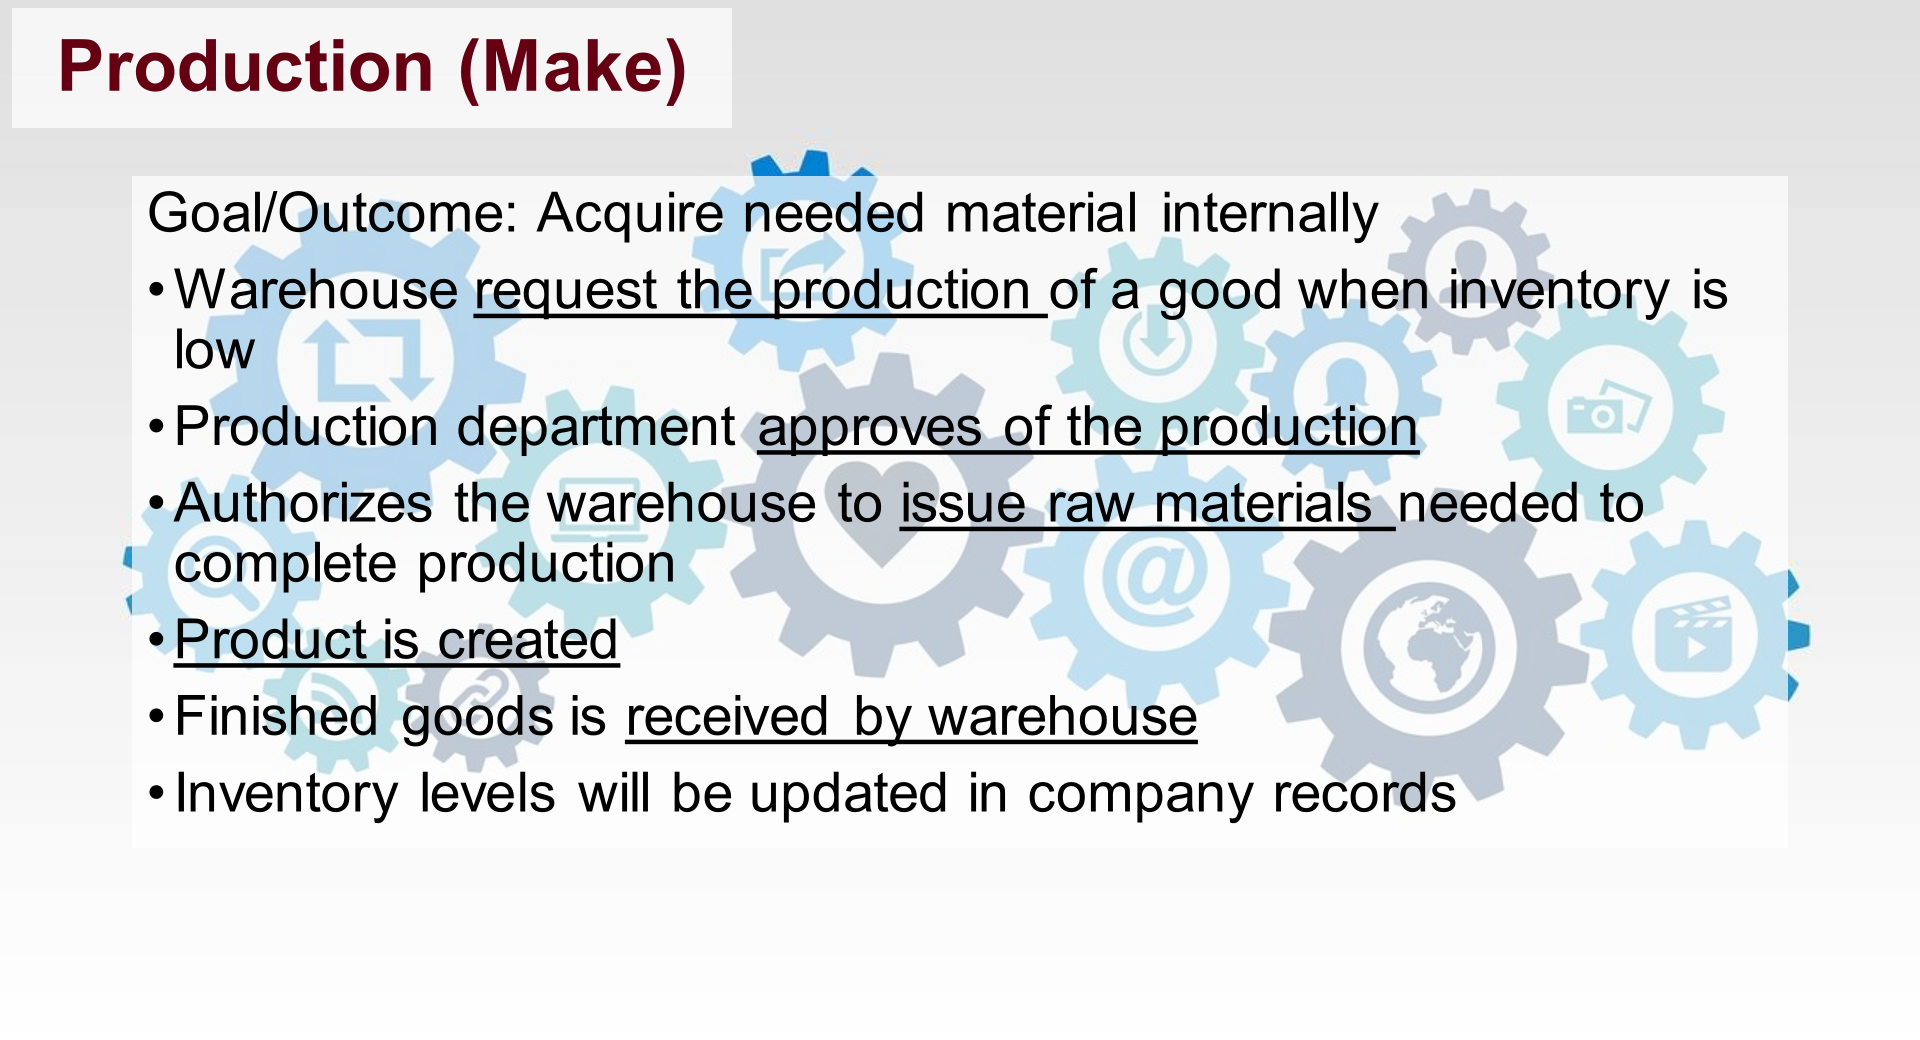 Production (Make)
Goal/Outcome: Acquire needed material internally
•Warehouse request the production of a good when inventory is
low
•Production department approves of the production
•Authorizes the warehouse to issue raw materials needed to
complete production
•Product is created
•Finished goods is received by warehouse
•Inventory levels will be updated in company records